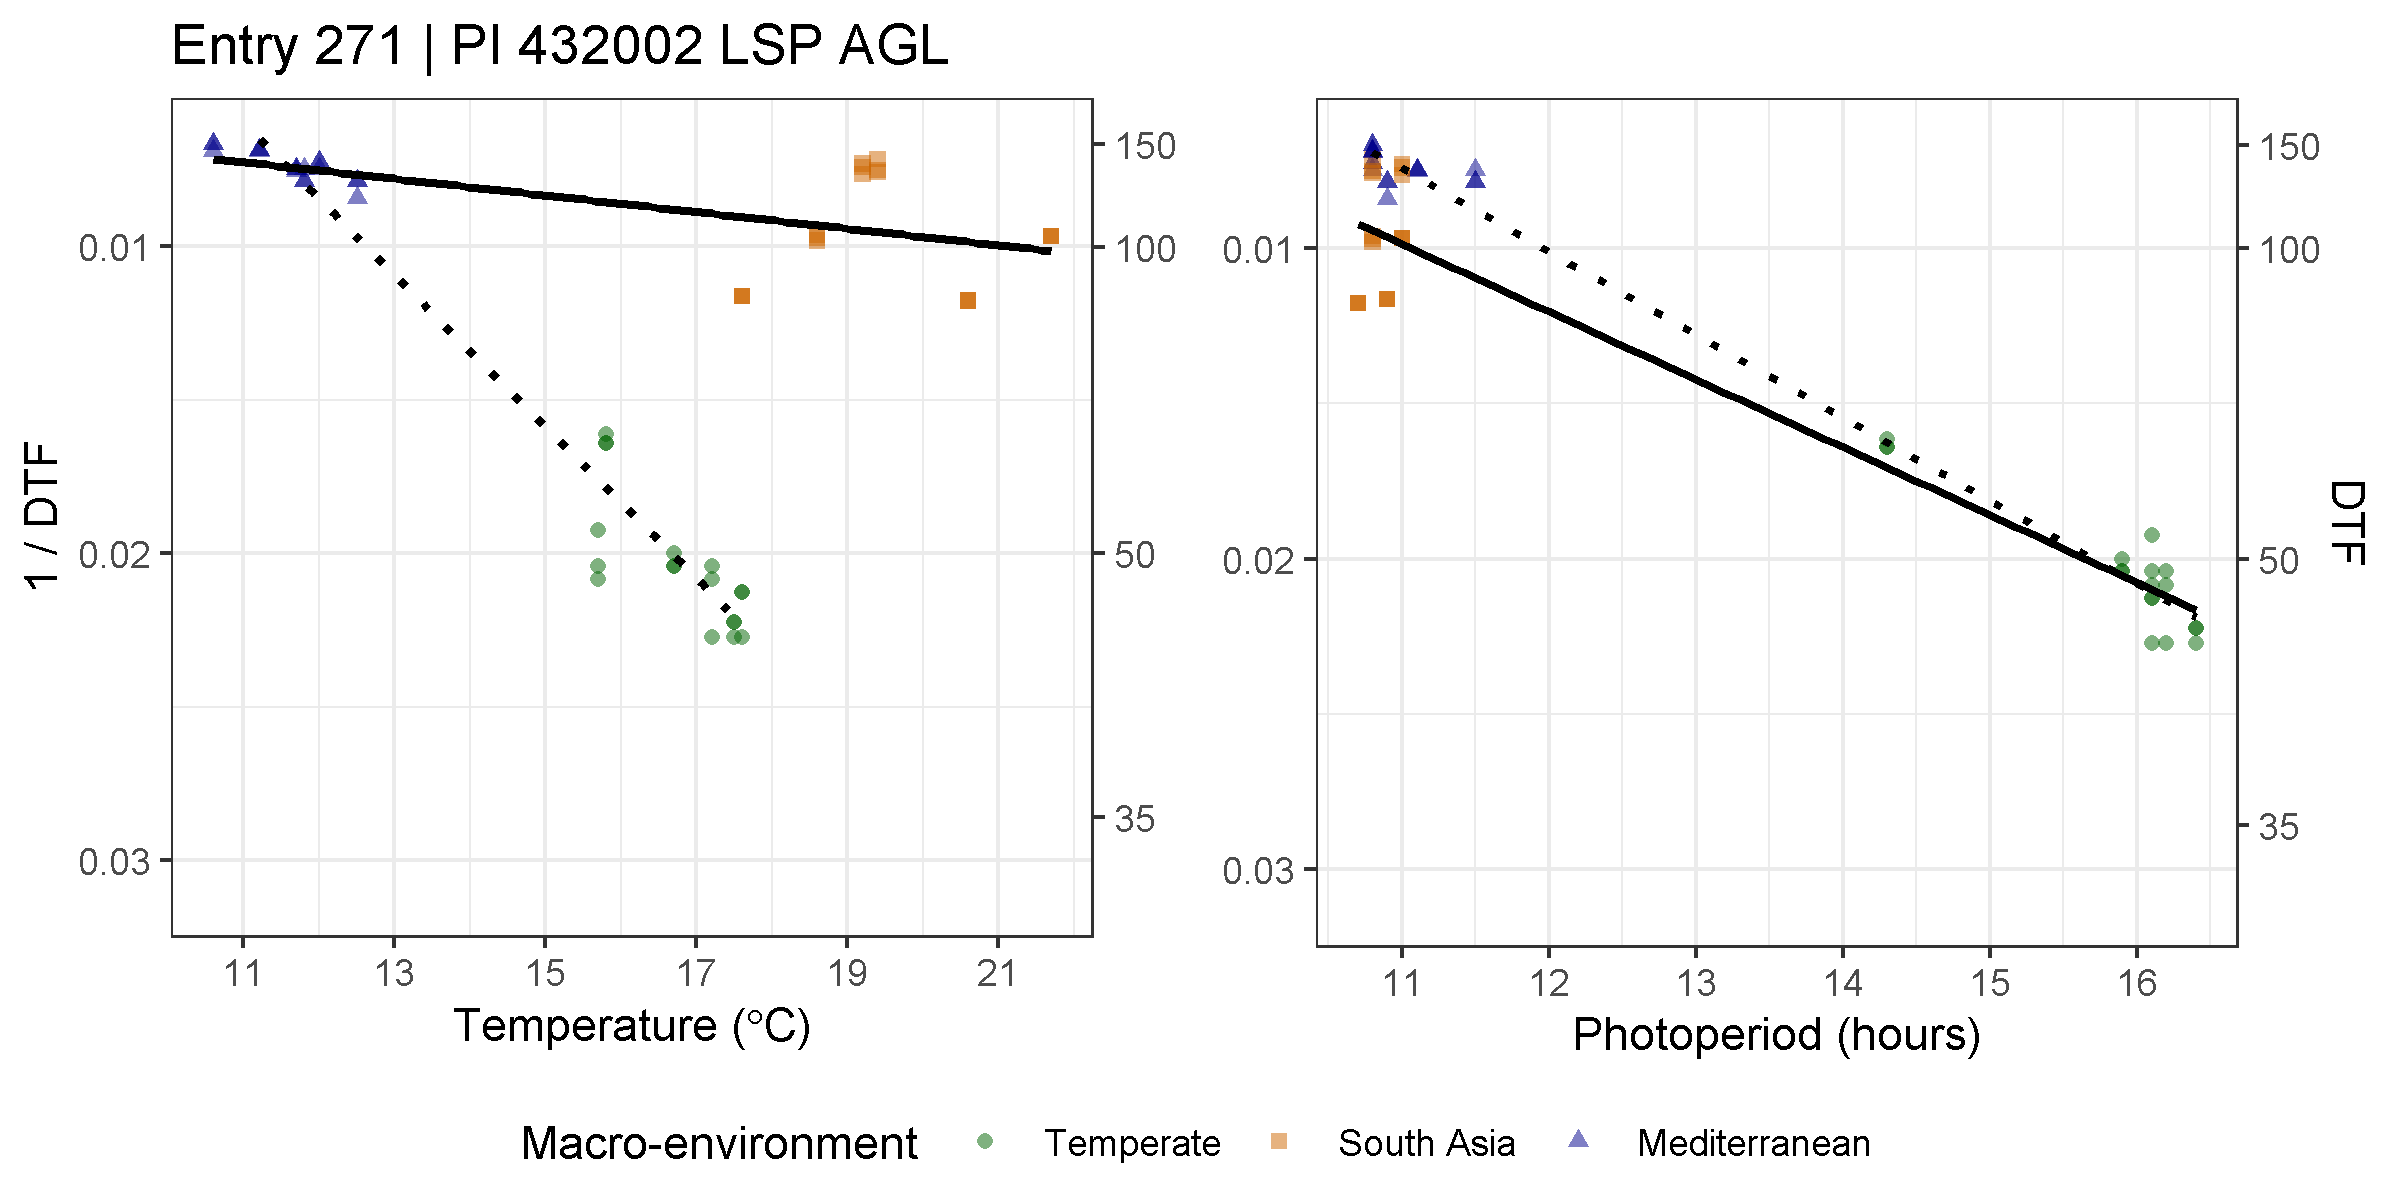 Entry 271 | PI 432002 LSP AGL
1 / DTF
0.01
0.02
0.03
150
100
50
35
11
13
15
17
19
21
Temperature (°C)
0.01
0.02
0.03
150
100
50
35
DTF
11
12
13
14
15
16
Photoperiod (hours)
Macro-environment
Temperate
South Asia
Mediterranean